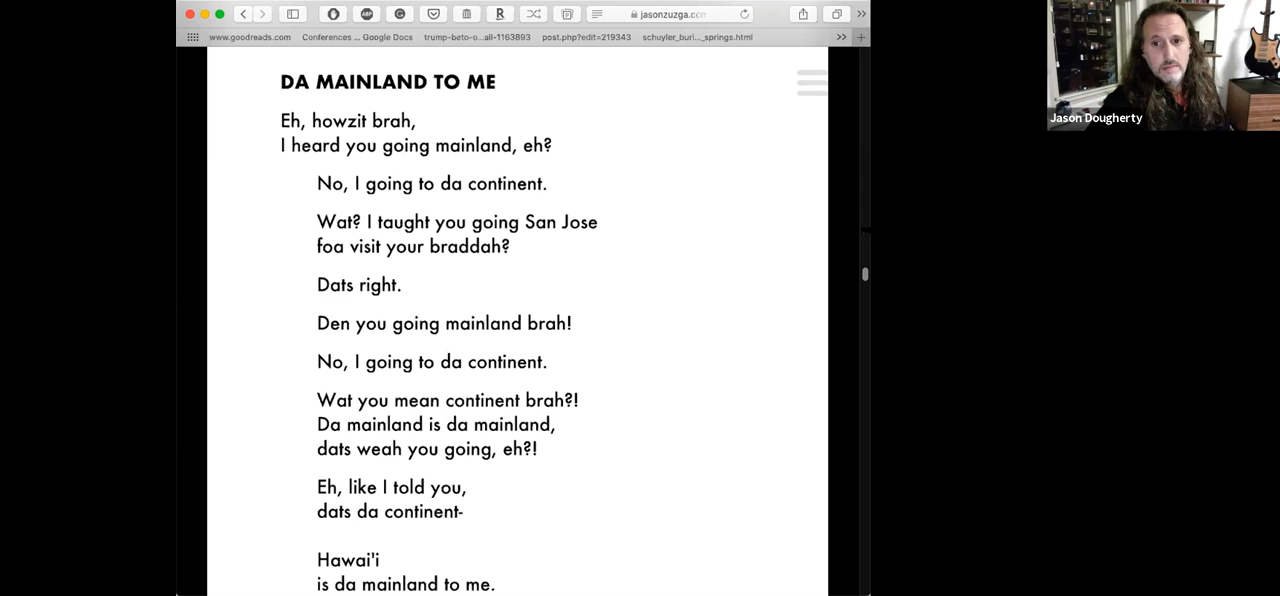 jasonzuzga.com
www.goodreads.com Conferences ... Google Docs trump-beto-o...all-1163893 post.php?edit=219343 schuyler_buri..._springs.html
DA MAINLAND TO ME
Eh, howzit brah,
I heard you going mainland, eh?
No, I going to da continent.
Wat? I taught you going San Jose
foa visit your braddah?
Dats right.
Den you going mainland brah!
No, I going to da continent.
Wat you mean continent brah?!
Da mainland is da mainland,
dats weah you going, eh?!
Eh, like I told you,
dats da continent-
Hawai'i
is da mainland to me.
Jason Dougherty